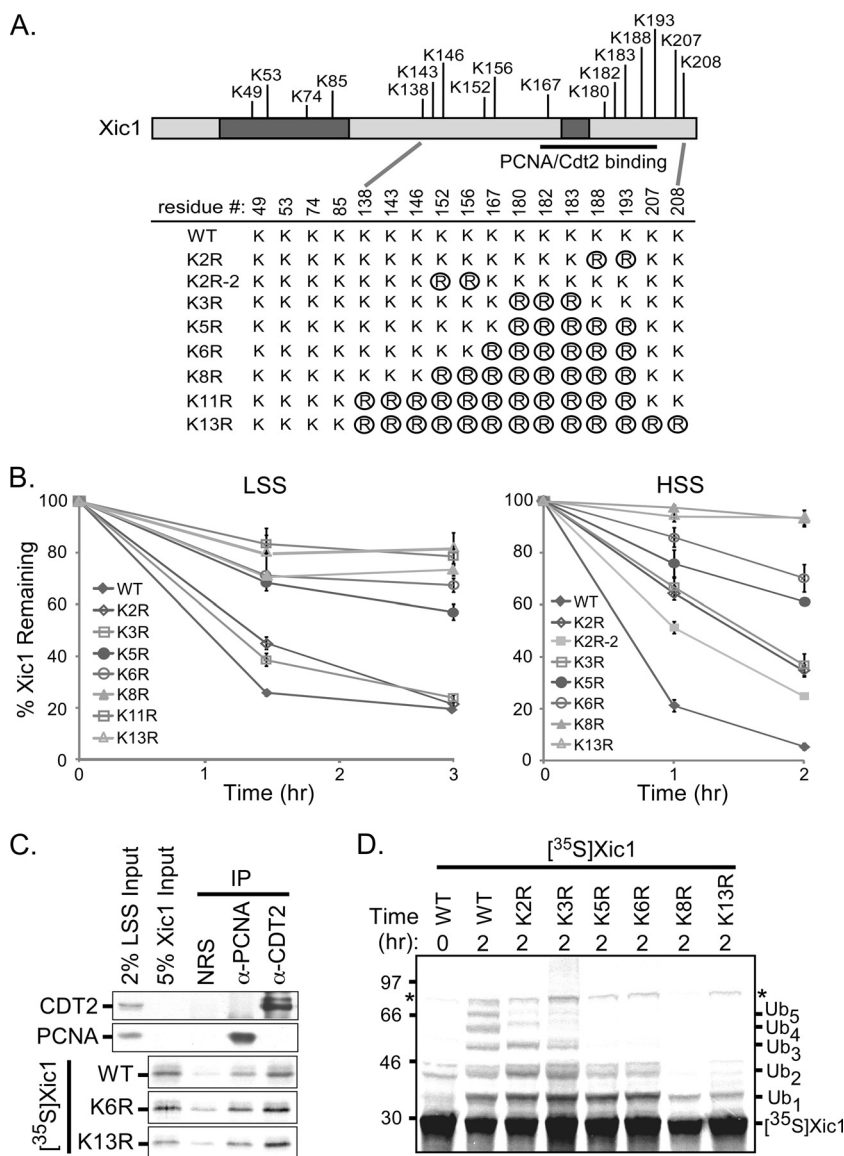 A.
K49 K53 K74 K85 K138 K143 K146 K152 K156 K167 K180 K182 K183 K188 K193 K207 K208
Xic1
PCNA/Cdt2 binding
residue #: 49 53 74 85 138 143 146 152 156 167 180 182 183 188 193 207 208
WT K K K K K K K K K K K K K K K K K
K2R K K K K K K K K K K K K K R R K K
K2R-2 K K K K K K K R R K K K K K K K K
K3R K K K K K K K K K K R R R K K K K
K5R K K K K K K K K K K R R R R R K K
K6R K K K K K K K K K R R R R R R K K
K8R K K K K K K K R R R R R R R R K K
K11R K K K K R R R R R R R R R R R K K
K13R K K K K R R R R R R R R R R R R R
B.
LSS
% Xic1 Remaining
100
80
60
40
20
0
WT
K2R
K3R
K5R
K6R
K8R
K11R
K13R
0 1 2 3
Time (hr)
HSS
100
80
60
40
20
0
WT
K2R
K2R-2
K3R
K5R
K6R
K8R
K13R
0 1 2
Time (hr)
C.
IP
2% LSS Input 5% Xic1 Input NRS α-PCNA α-CDT2
CDT2
PCNA
[35S]Xic1
WT
K6R
K13R
D.
[35S]Xic1
WT WT K2R K3R K5R K6R K8R K13R
Time (hr): 0 2 2 2 2 2 2 2
97
* *
66
46
30
Ub5
Ub4
Ub3
Ub2
Ub1
[35S]Xic1